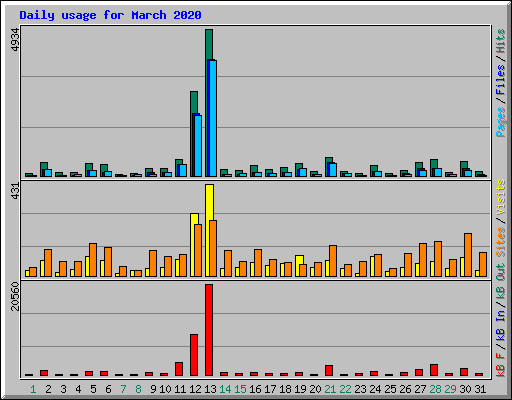 Daily usage for March 2020
4934
Pages / Files / Hits
431
Sites / Visits
20560
kB F / kB In / kB Out
1 2 3 4 5 6 7 8 9 10 11 12 13 14 15 16 17 18 19 20 21 22 23 24 25 26 27 28 29 30 31